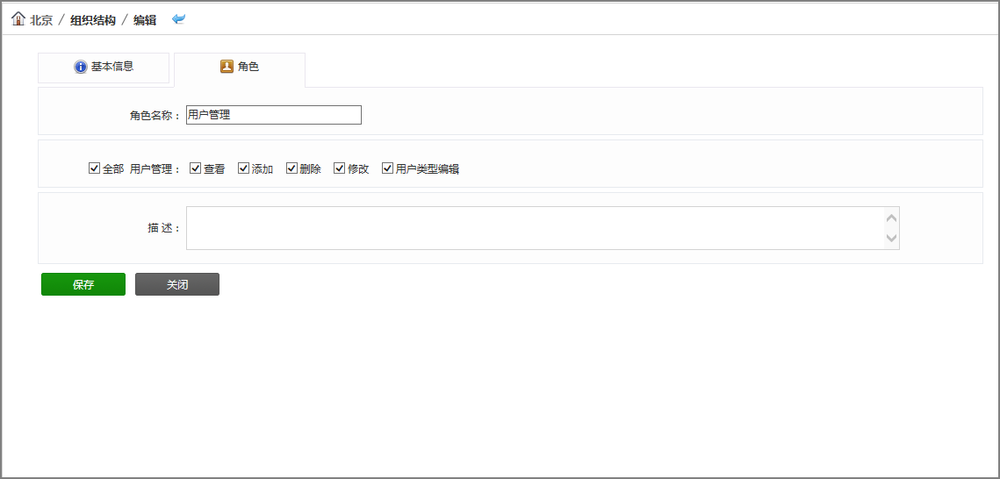 北京 / 组织结构 / 编辑
基本信息 角色
角色名称： 用户管理
全部 用户管理： 查看 添加 删除 修改 用户类型编辑
描 述：
保存 关闭